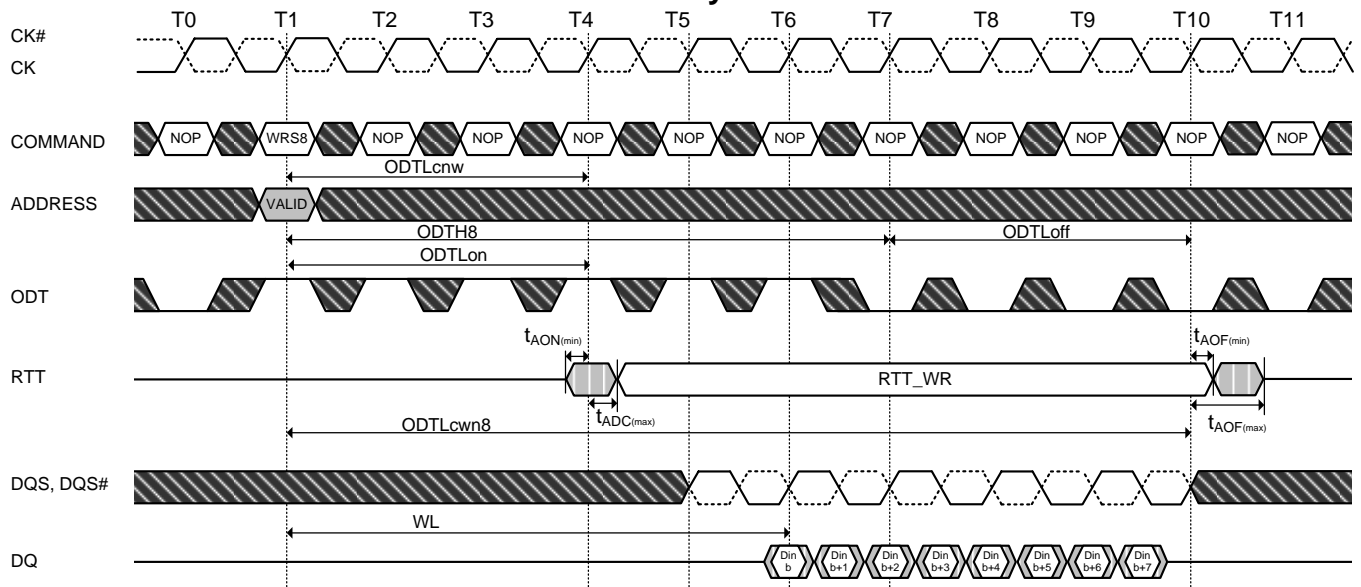 T0 T1 T2 T3 T4 T5 T6 T7 T8 T9 T10 T11
CK#
CK
COMMAND NOP WRS8 NOP NOP NOP NOP NOP NOP NOP NOP NOP NOP
ODTLcnw
ADDRESS VALID
ODTH8 ODTLoff
ODTLon
ODT
tAON(min) tAOF(min)
RTT RTT_WR
tADC(max) tAOF(max)
ODTLcwn8
DQS, DQS#
WL
DQ Din b Din b+1 Din b+2 Din b+3 Din b+4 Din b+5 Din b+6 Din b+7